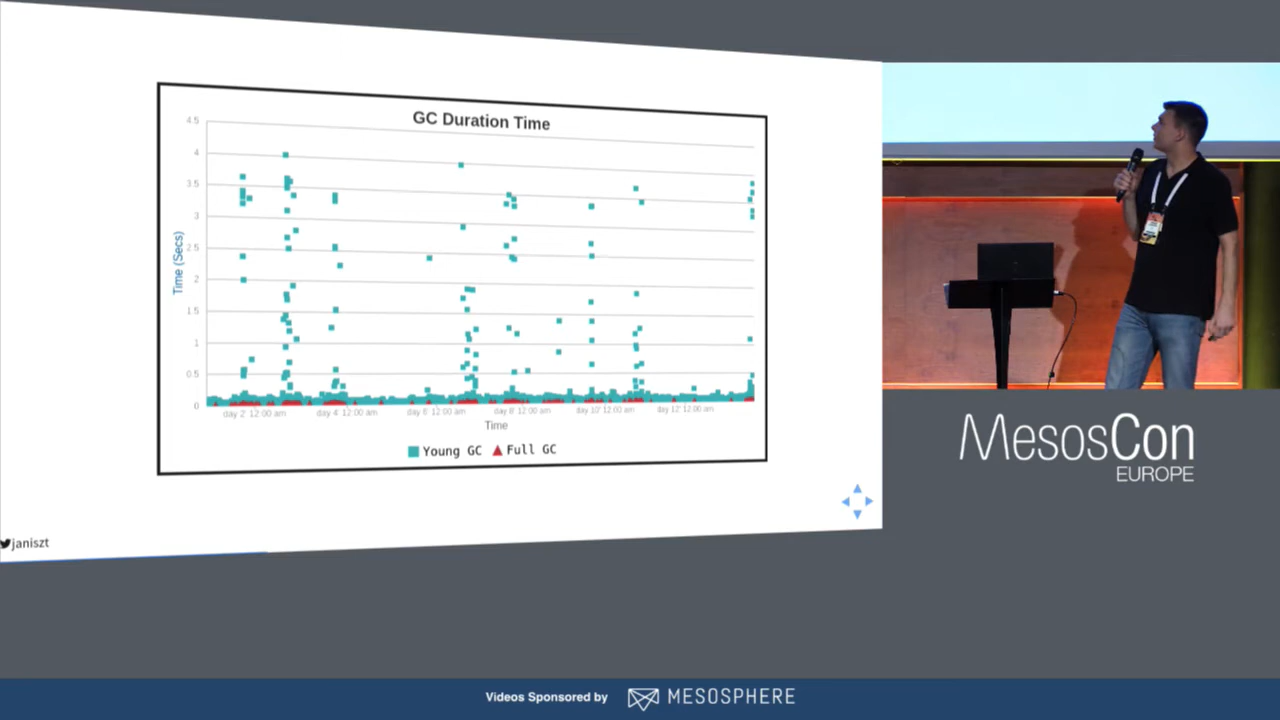 GC Duration Time
4.5
4
3.5
3
2.5
2
1.5
1
0.5
0
Time (Secs)
day 2' 12:00 am
day 4' 12:00 am
day 6' 12:00 am
day 8' 12:00 am
day 10' 12:00 am
day 12' 12:00 am
Time
Young GC
Full GC
janiszt
MesosCon
EUROPE
Videos Sponsored by
MESOSPHERE